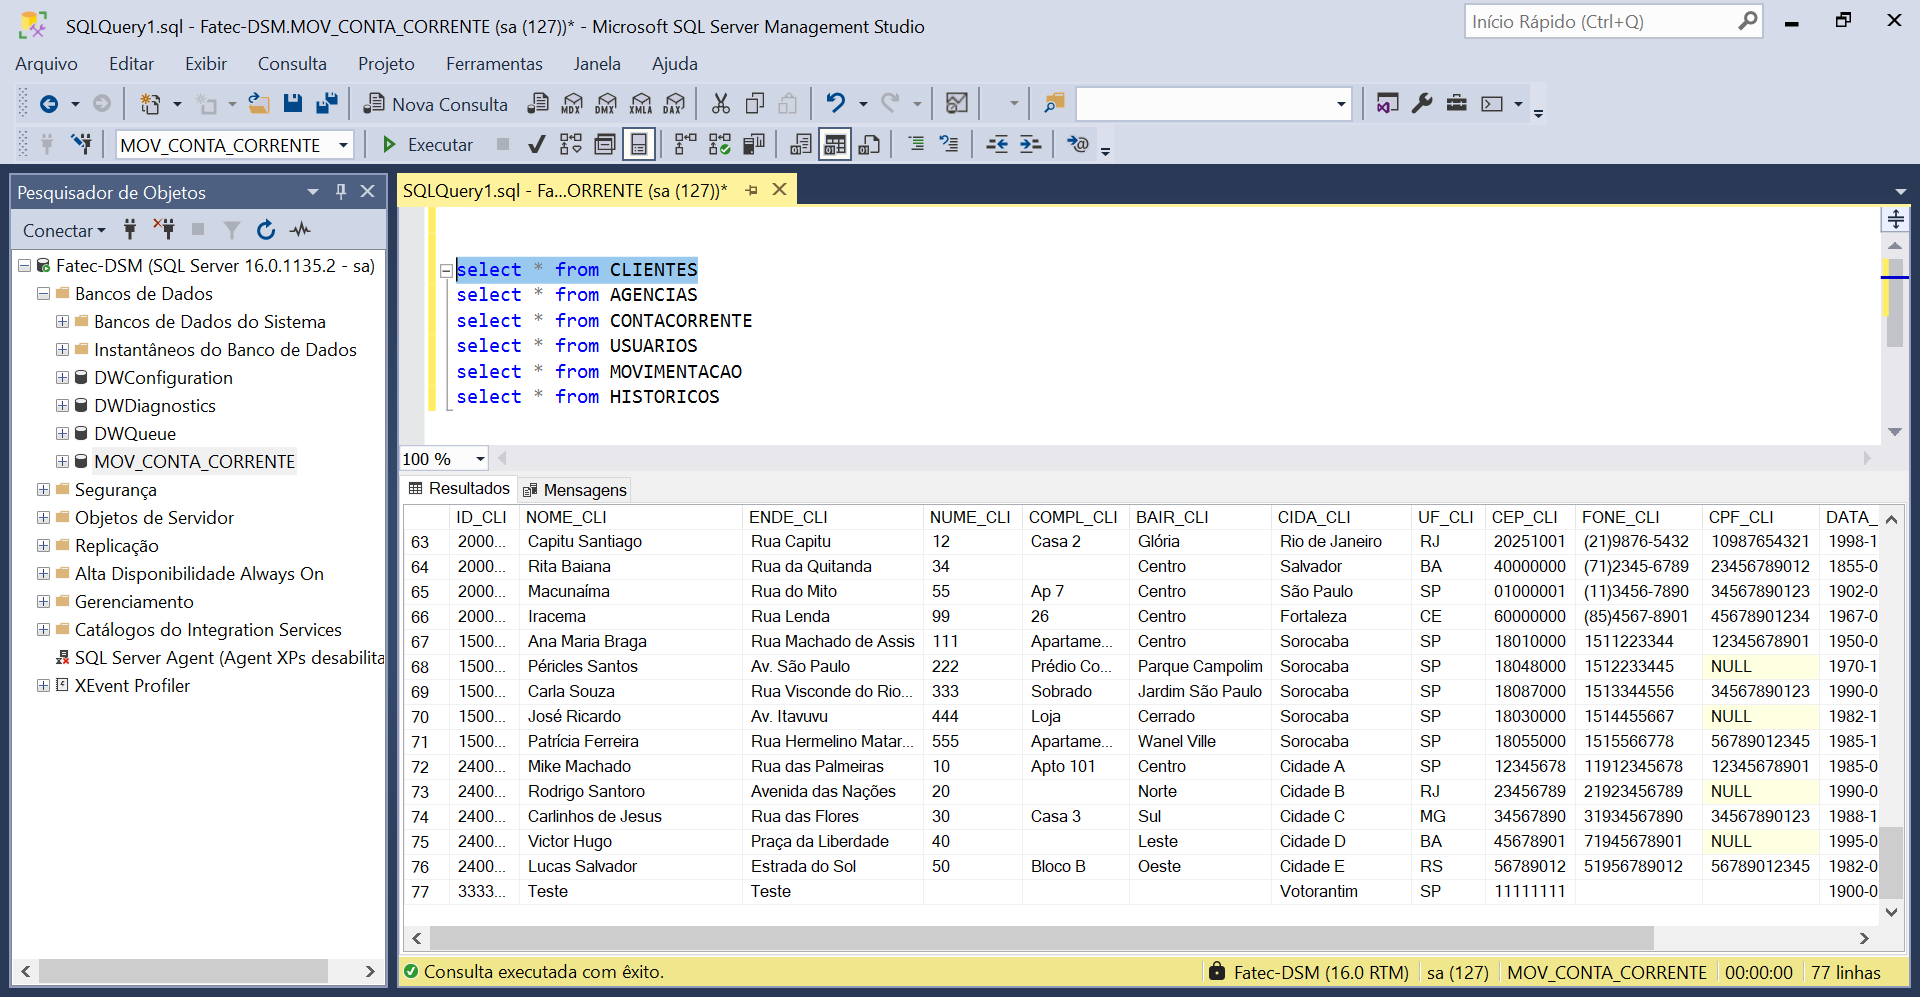 SQLQuery1.sql - Fatec-DSM.MOV_CONTA_CORRENTE (sa (127))* - Microsoft SQL Server Management Studio
Início Rápido (Ctrl+Q)
Arquivo Editar Exibir Consulta Projeto Ferramentas Janela Ajuda
Nova Consulta MDX DMX XMLA DAX
MOV_CONTA_CORRENTE Executar
Pesquisador de Objetos
Conectar
Fatec-DSM (SQL Server 16.0.1135.2 - sa)
Bancos de Dados
Bancos de Dados do Sistema
Instantâneos do Banco de Dados
DWConfiguration
DWDiagnostics
DWQueue
MOV_CONTA_CORRENTE
Segurança
Objetos de Servidor
Replicação
Alta Disponibilidade Always On
Gerenciamento
Catálogos do Integration Services
SQL Server Agent (Agent XPs desabilita
XEvent Profiler
SQLQuery1.sql - Fa...ORRENTE (sa (127))*
select * from CLIENTES
select * from AGENCIAS
select * from CONTACORRENTE
select * from USUARIOS
select * from MOVIMENTACAO
select * from HISTORICOS
100 %
Resultados Mensagens
ID_CLI NOME_CLI ENDE_CLI NUME_CLI COMPL_CLI BAIR_CLI CIDA_CLI UF_CLI CEP_CLI FONE_CLI CPF_CLI DATA_
63 2000... Capitu Santiago Rua Capitu 12 Casa 2 Glória Rio de Janeiro RJ 20251001 (21)9876-5432 10987654321 1998-1
64 2000... Rita Baiana Rua da Quitanda 34 Centro Salvador BA 40000000 (71)2345-6789 23456789012 1855-0
65 2000... Macunaíma Rua do Mito 55 Ap 7 Centro São Paulo SP 01000001 (11)3456-7890 34567890123 1902-0
66 2000... Iracema Rua Lenda 99 26 Centro Fortaleza CE 60000000 (85)4567-8901 45678901234 1967-0
67 1500... Ana Maria Braga Rua Machado de Assis 111 Apartame... Centro Sorocaba SP 18010000 1511223344 12345678901 1950-0
68 1500... Péricles Santos Av. São Paulo 222 Prédio Co... Parque Campolim Sorocaba SP 18048000 1512233445 NULL 1970-1
69 1500... Carla Souza Rua Visconde do Rio... 333 Sobrado Jardim São Paulo Sorocaba SP 18087000 1513344556 34567890123 1990-0
70 1500... José Ricardo Av. Itavuvu 444 Loja Cerrado Sorocaba SP 18030000 1514455667 NULL 1982-1
71 1500... Patrícia Ferreira Rua Hermelino Matar... 555 Apartame... Wanel Ville Sorocaba SP 18055000 1515566778 56789012345 1985-1
72 2400... Mike Machado Rua das Palmeiras 10 Apto 101 Centro Cidade A SP 12345678 11912345678 12345678901 1985-0
73 2400... Rodrigo Santoro Avenida das Nações 20 Norte Cidade B RJ 23456789 21923456789 NULL 1990-0
74 2400... Carlinhos de Jesus Rua das Flores 30 Casa 3 Sul Cidade C MG 34567890 31934567890 34567890123 1988-1
75 2400... Victor Hugo Praça da Liberdade 40 Leste Cidade D BA 45678901 71945678901 NULL 1995-0
76 2400... Lucas Salvador Estrada do Sol 50 Bloco B Oeste Cidade E RS 56789012 51956789012 56789012345 1982-0
77 3333... Teste Teste Votorantim SP 11111111 1900-0
Consulta executada com êxito. Fatec-DSM (16.0 RTM) sa (127) MOV_CONTA_CORRENTE 00:00:00 77 linhas